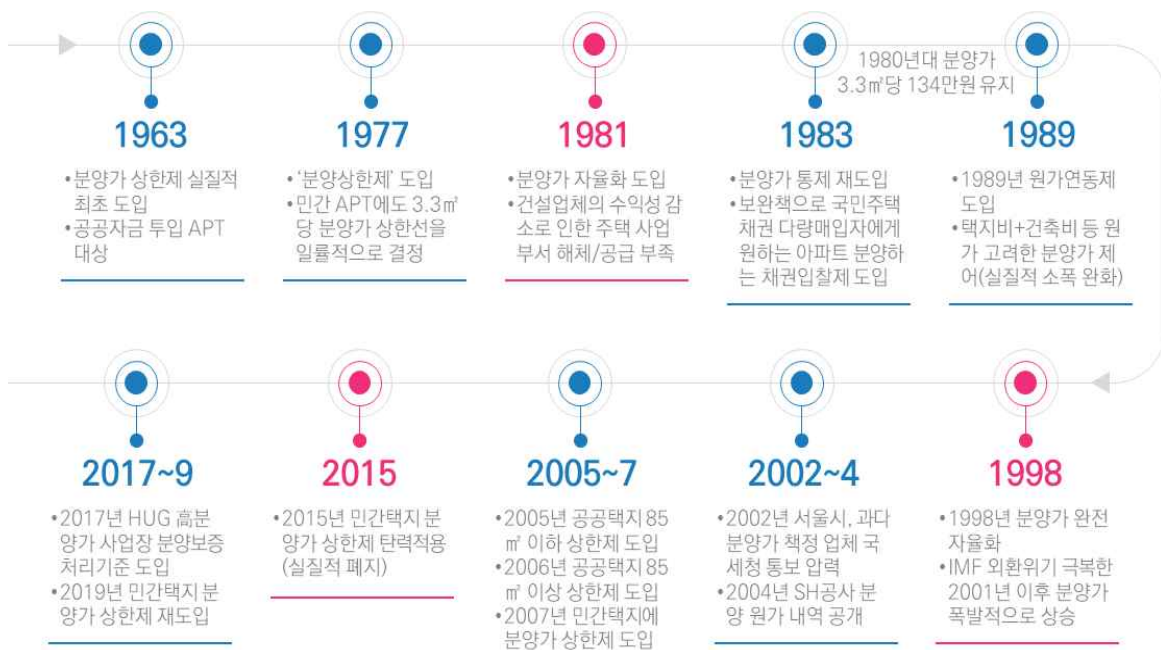 1980년대 분양가
3.3㎡당 134만원 유지
1963
•분양가 상한제 실질적
최초 도입
•공공자금 투입 APT
대상
1977
•‘분양상한제’ 도입
•민간 APT에도 3.3㎡
당 분양가 상한선을
일률적으로 결정
1981
•분양가 자율화 도입
•건설업체의 수익성 감
소로 인한 주택 사업
부서 해체/공급 부족
1983
•분양가 통제 재도입
•보완책으로 국민주택
채권 다량매입자에게
원하는 아파트 분양하
는 채권입찰제 도입
1989
•1989년 원가연동제
도입
•택지비+건축비 등 원
가 고려한 분양가 제
어(실질적 소폭 완화)
1998
•1998년 분양가 완전
자율화
•IMF 외환위기 극복한
2001년 이후 분양가
폭발적으로 상승
2002~4
•2002년 서울시, 과다
분양가 책정 업체 국
세청 통보 압력
•2004년 SH공사 분
양 원가 내역 공개
2005~7
•2005년 공공택지 85
㎡ 이하 상한제 도입
•2006년 공공택지 85
㎡ 이상 상한제 도입
•2007년 민간택지에
분양가 상한제 도입
2015
•2015년 민간택지 분
양가 상한제 탄력적용
(실질적 폐지)
2017~9
•2017년 HUG 高분
양가 사업장 분양보증
처리기준 도입
•2019년 민간택지 분
양가 상한제 재도입